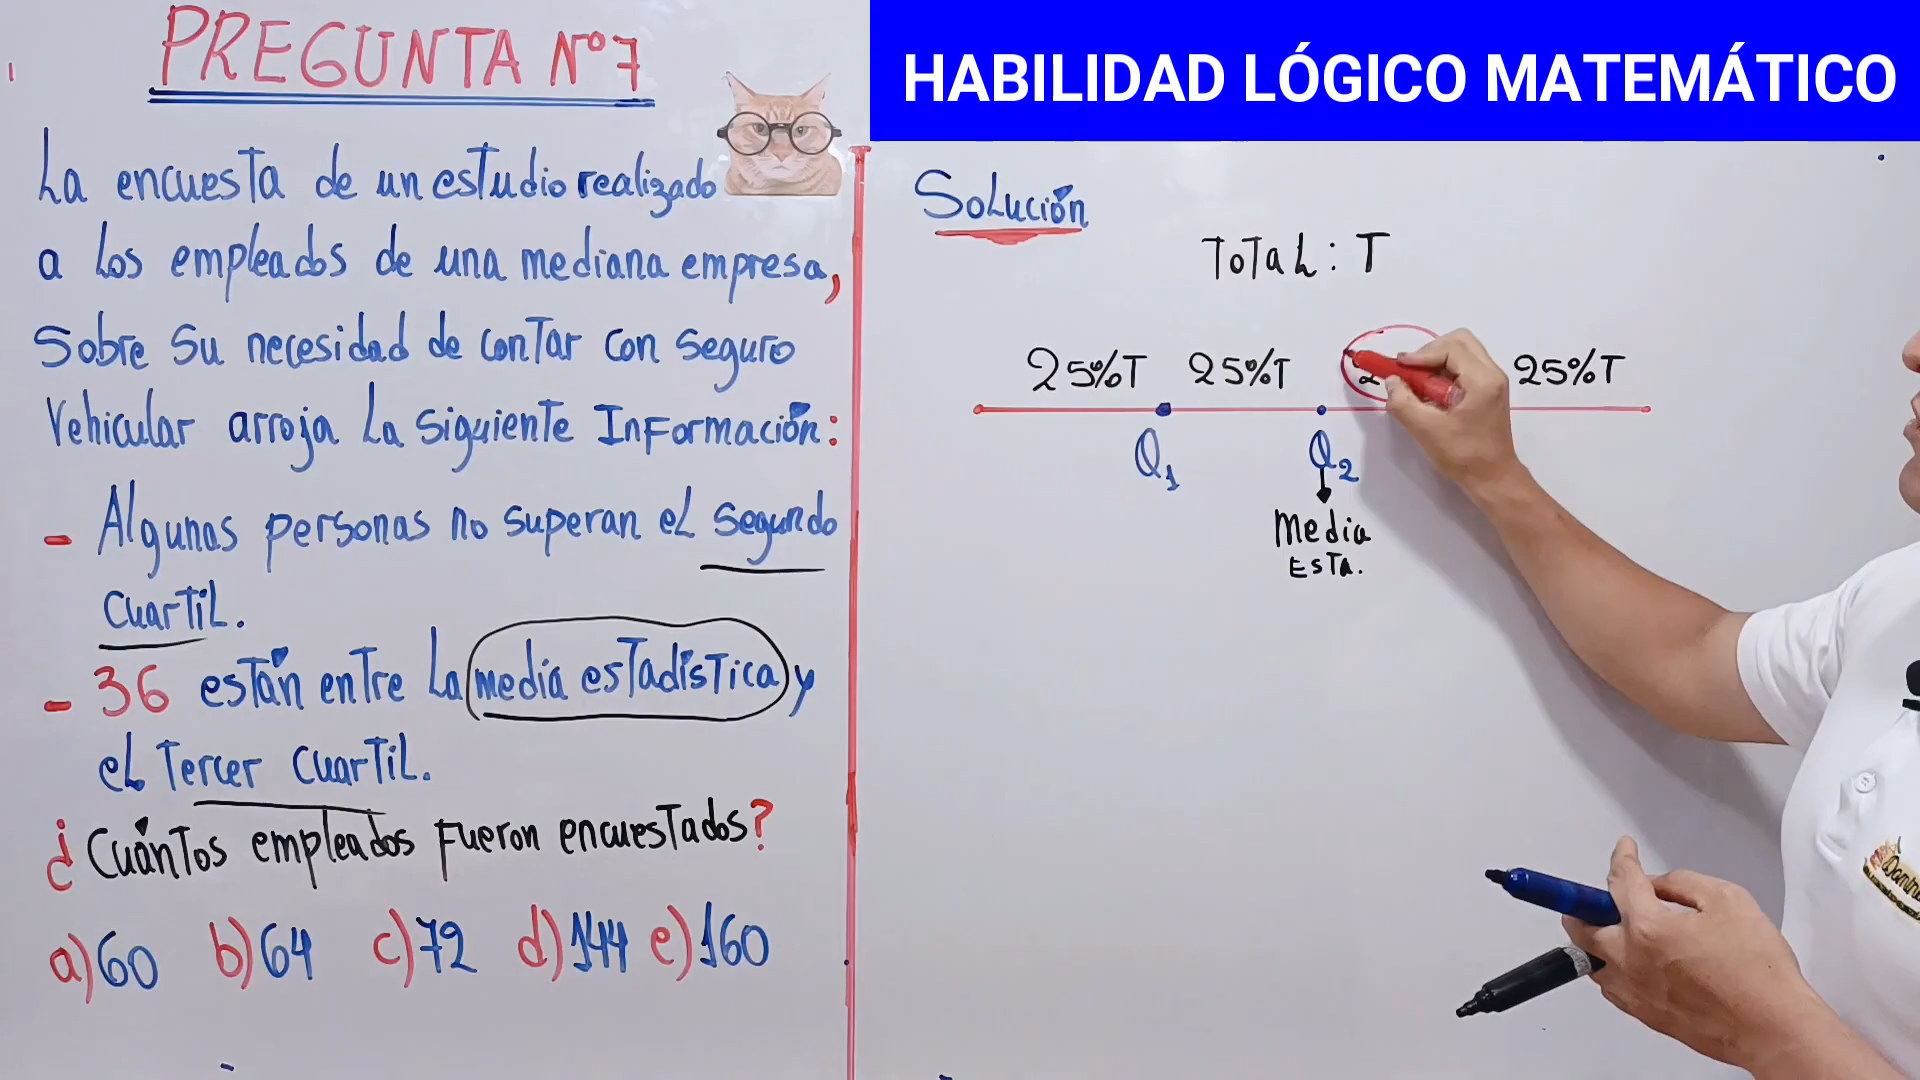 PREGUNTA Nº7
HABILIDAD LÓGICO MATEMÁTICO
La encuesta de un estudio realizado
a los empleados de una mediana empresa,
sobre su necesidad de contar con seguro
vehicular arroja la siguiente información:
- Algunas personas no superan el segundo
cuartil.
- 36 están entre la media estadística y
el tercer cuartil.
¿Cuántos empleados fueron encuestados?
a) 60 b) 64 c) 72 d) 144 e) 160
Solución
Total: T
25%T 25%T 25%T
Q1 Q2
Media
Esta.